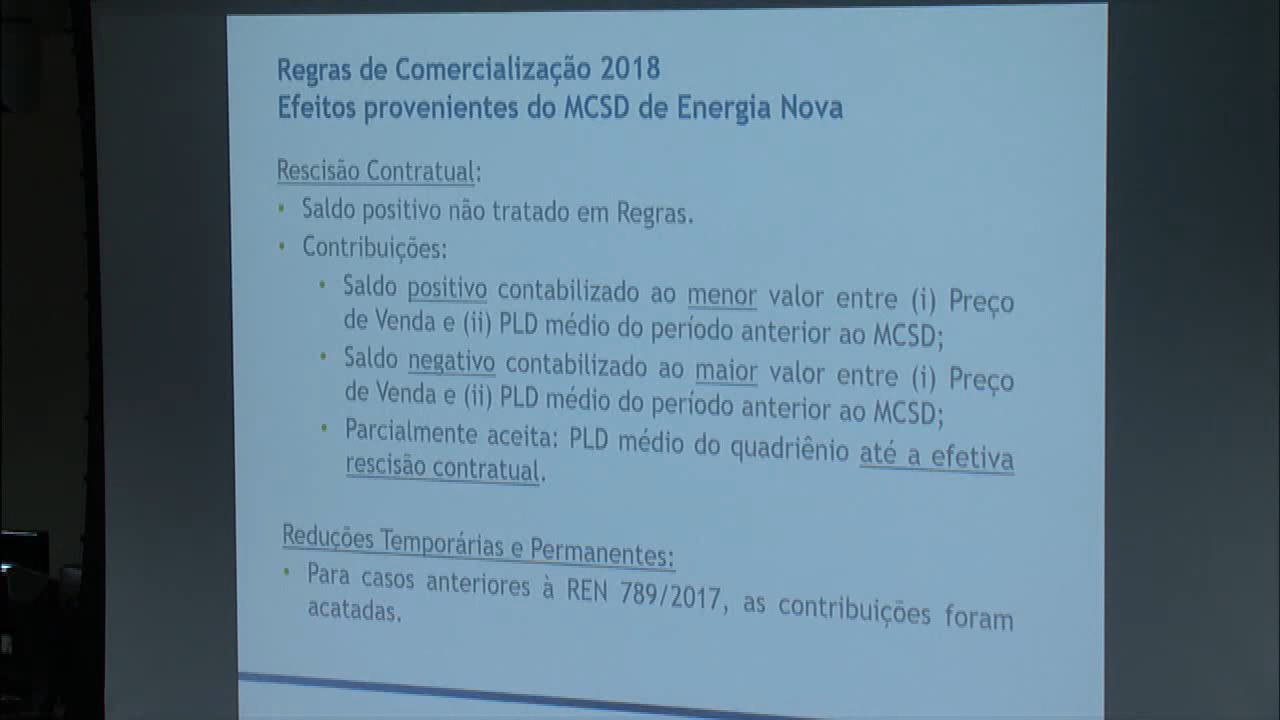 Regras de Comercialização 2018
Efeitos provenientes do MCSD de Energia Nova
Rescisão Contratual:
• Saldo positivo não tratado em Regras.
• Contribuições:
• Saldo positivo contabilizado ao menor valor entre (i) Preço
de Venda e (ii) PLD médio do período anterior ao MCSD;
• Saldo negativo contabilizado ao maior valor entre (i) Preço
de Venda e (ii) PLD médio do período anterior ao MCSD;
• Parcialmente aceita: PLD médio do quadriênio até a efetiva
rescisão contratual.
Reduções Temporárias e Permanentes:
• Para casos anteriores à REN 789/2017, as contribuições foram
acatadas.